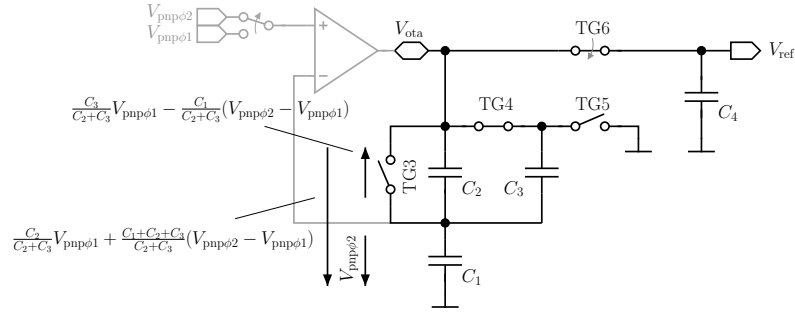 V_pnpϕ2
V_pnpϕ1
+
−
V_ota
TG6
V_ref
C_3/(C_2+C_3) V_pnpϕ1 − C_1/(C_2+C_3) (V_pnpϕ2 − V_pnpϕ1)
TG4
TG5
C_4
TG3
C_2
C_3
C_2/(C_2+C_3) V_pnpϕ1 + (C_1+C_2+C_3)/(C_2+C_3) (V_pnpϕ2 − V_pnpϕ1)
V_pnpϕ2
C_1